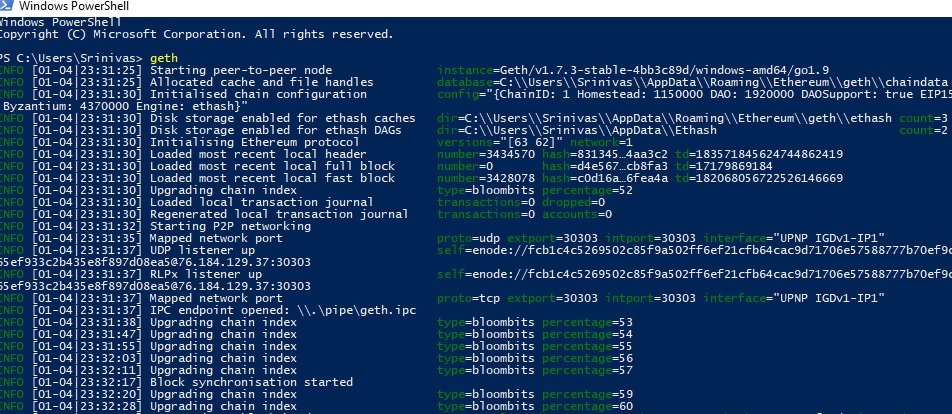 Windows PowerShell
Windows PowerShell
Copyright (C) Microsoft Corporation. All rights reserved.
PS C:\Users\Srinivas> geth
INFO [01-04|23:31:25] Starting peer-to-peer node instance=Geth/v1.7.3-stable-4bb3c89d/windows-amd64/go1.9
INFO [01-04|23:31:25] Allocated cache and file handles database=C:\\Users\\Srinivas\\AppData\\Roaming\\Ethereum\\geth\\chaindata
INFO [01-04|23:31:30] Initialised chain configuration config="{ChainID: 1 Homestead: 1150000 DAO: 1920000 DAOSupport: true EIP15
Byzantium: 4370000 Engine: ethash}"
INFO [01-04|23:31:30] Disk storage enabled for ethash caches dir=C:\\Users\\Srinivas\\AppData\\Roaming\\Ethereum\\geth\\ethash count=3
INFO [01-04|23:31:30] Disk storage enabled for ethash DAGs dir=C:\\Users\\Srinivas\\AppData\\Ethash count=2
INFO [01-04|23:31:30] Initialising Ethereum protocol versions="[63 62]" network=1
INFO [01-04|23:31:30] Loaded most recent local header number=3434570 hash=831345…4aa3c2 td=183571845624744862419
INFO [01-04|23:31:30] Loaded most recent local full block number=0 hash=d4e567…cb8fa3 td=17179869184
INFO [01-04|23:31:30] Loaded most recent local fast block number=3428078 hash=c0d16a…6fea4a td=182068056722526146669
INFO [01-04|23:31:30] Upgrading chain index type=bloombits percentage=52
INFO [01-04|23:31:30] Loaded local transaction journal transactions=0 dropped=0
INFO [01-04|23:31:30] Regenerated local transaction journal transactions=0 accounts=0
INFO [01-04|23:31:32] Starting P2P networking
INFO [01-04|23:31:35] Mapped network port proto=udp extport=30303 intport=30303 interface="UPNP IGDv1-IP1"
INFO [01-04|23:31:37] UDP listener up self=enode://fcb1c4c5269502c85f9a502ff6ef21cfb64cac9d71706e57588777b70ef9c
65ef933c2b435e8f897d08ea5@76.184.129.37:30303
INFO [01-04|23:31:37] RLPx listener up self=enode://fcb1c4c5269502c85f9a502ff6ef21cfb64cac9d71706e57588777b70ef9c
65ef933c2b435e8f897d08ea5@76.184.129.37:30303
INFO [01-04|23:31:37] Mapped network port proto=tcp extport=30303 intport=30303 interface="UPNP IGDv1-IP1"
INFO [01-04|23:31:37] IPC endpoint opened: \\.\pipe\geth.ipc
INFO [01-04|23:31:38] Upgrading chain index type=bloombits percentage=53
INFO [01-04|23:31:47] Upgrading chain index type=bloombits percentage=54
INFO [01-04|23:31:55] Upgrading chain index type=bloombits percentage=55
INFO [01-04|23:32:03] Upgrading chain index type=bloombits percentage=56
INFO [01-04|23:32:11] Upgrading chain index type=bloombits percentage=57
INFO [01-04|23:32:17] Block synchronisation started
INFO [01-04|23:32:20] Upgrading chain index type=bloombits percentage=59
INFO [01-04|23:32:28] Upgrading chain index type=bloombits percentage=60